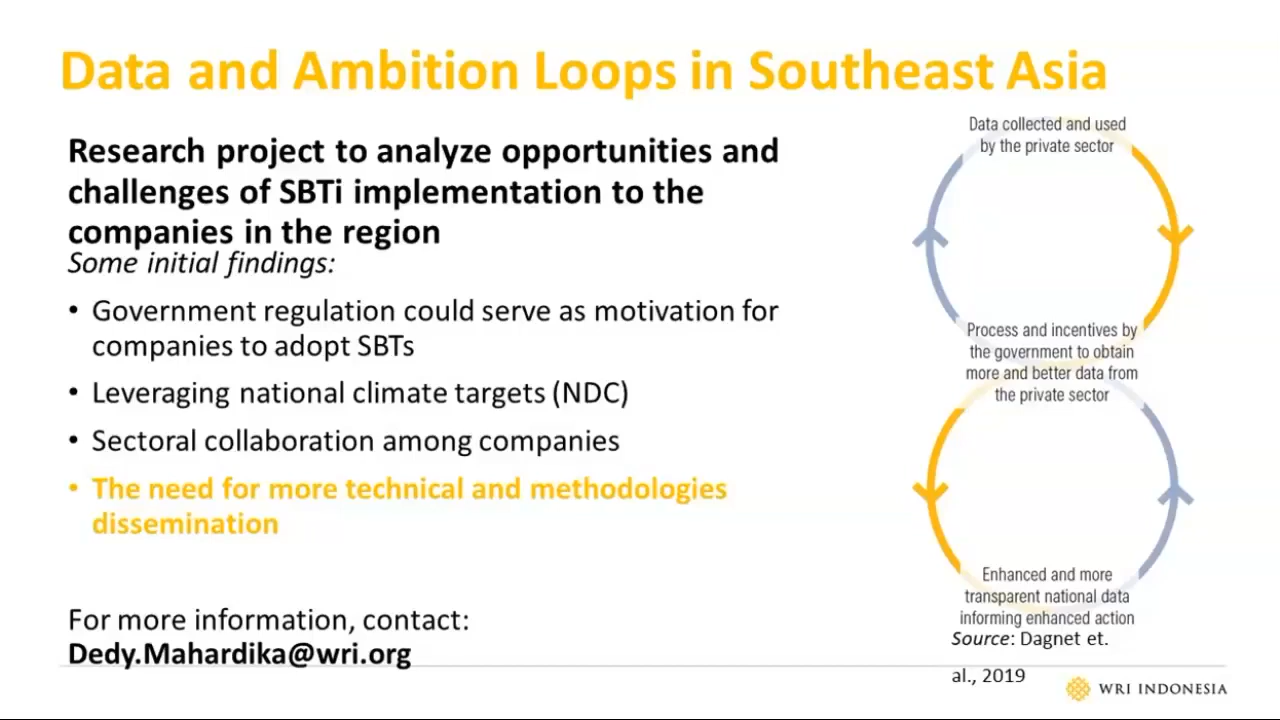 Data and Ambition Loops in Southeast Asia
Research project to analyze opportunities and
challenges of SBTi implementation to the
companies in the region
Some initial findings:
• Government regulation could serve as motivation for
companies to adopt SBTs
• Leveraging national climate targets (NDC)
• Sectoral collaboration among companies
• The need for more technical and methodologies
dissemination
For more information, contact:
Dedy.Mahardika@wri.org
Data collected and used
by the private sector
Process and incentives by
the government to obtain
more and better data from
the private sector
Enhanced and more
transparent national data
informing enhanced action
Source: Dagnet et.
al., 2019
WRI INDONESIA